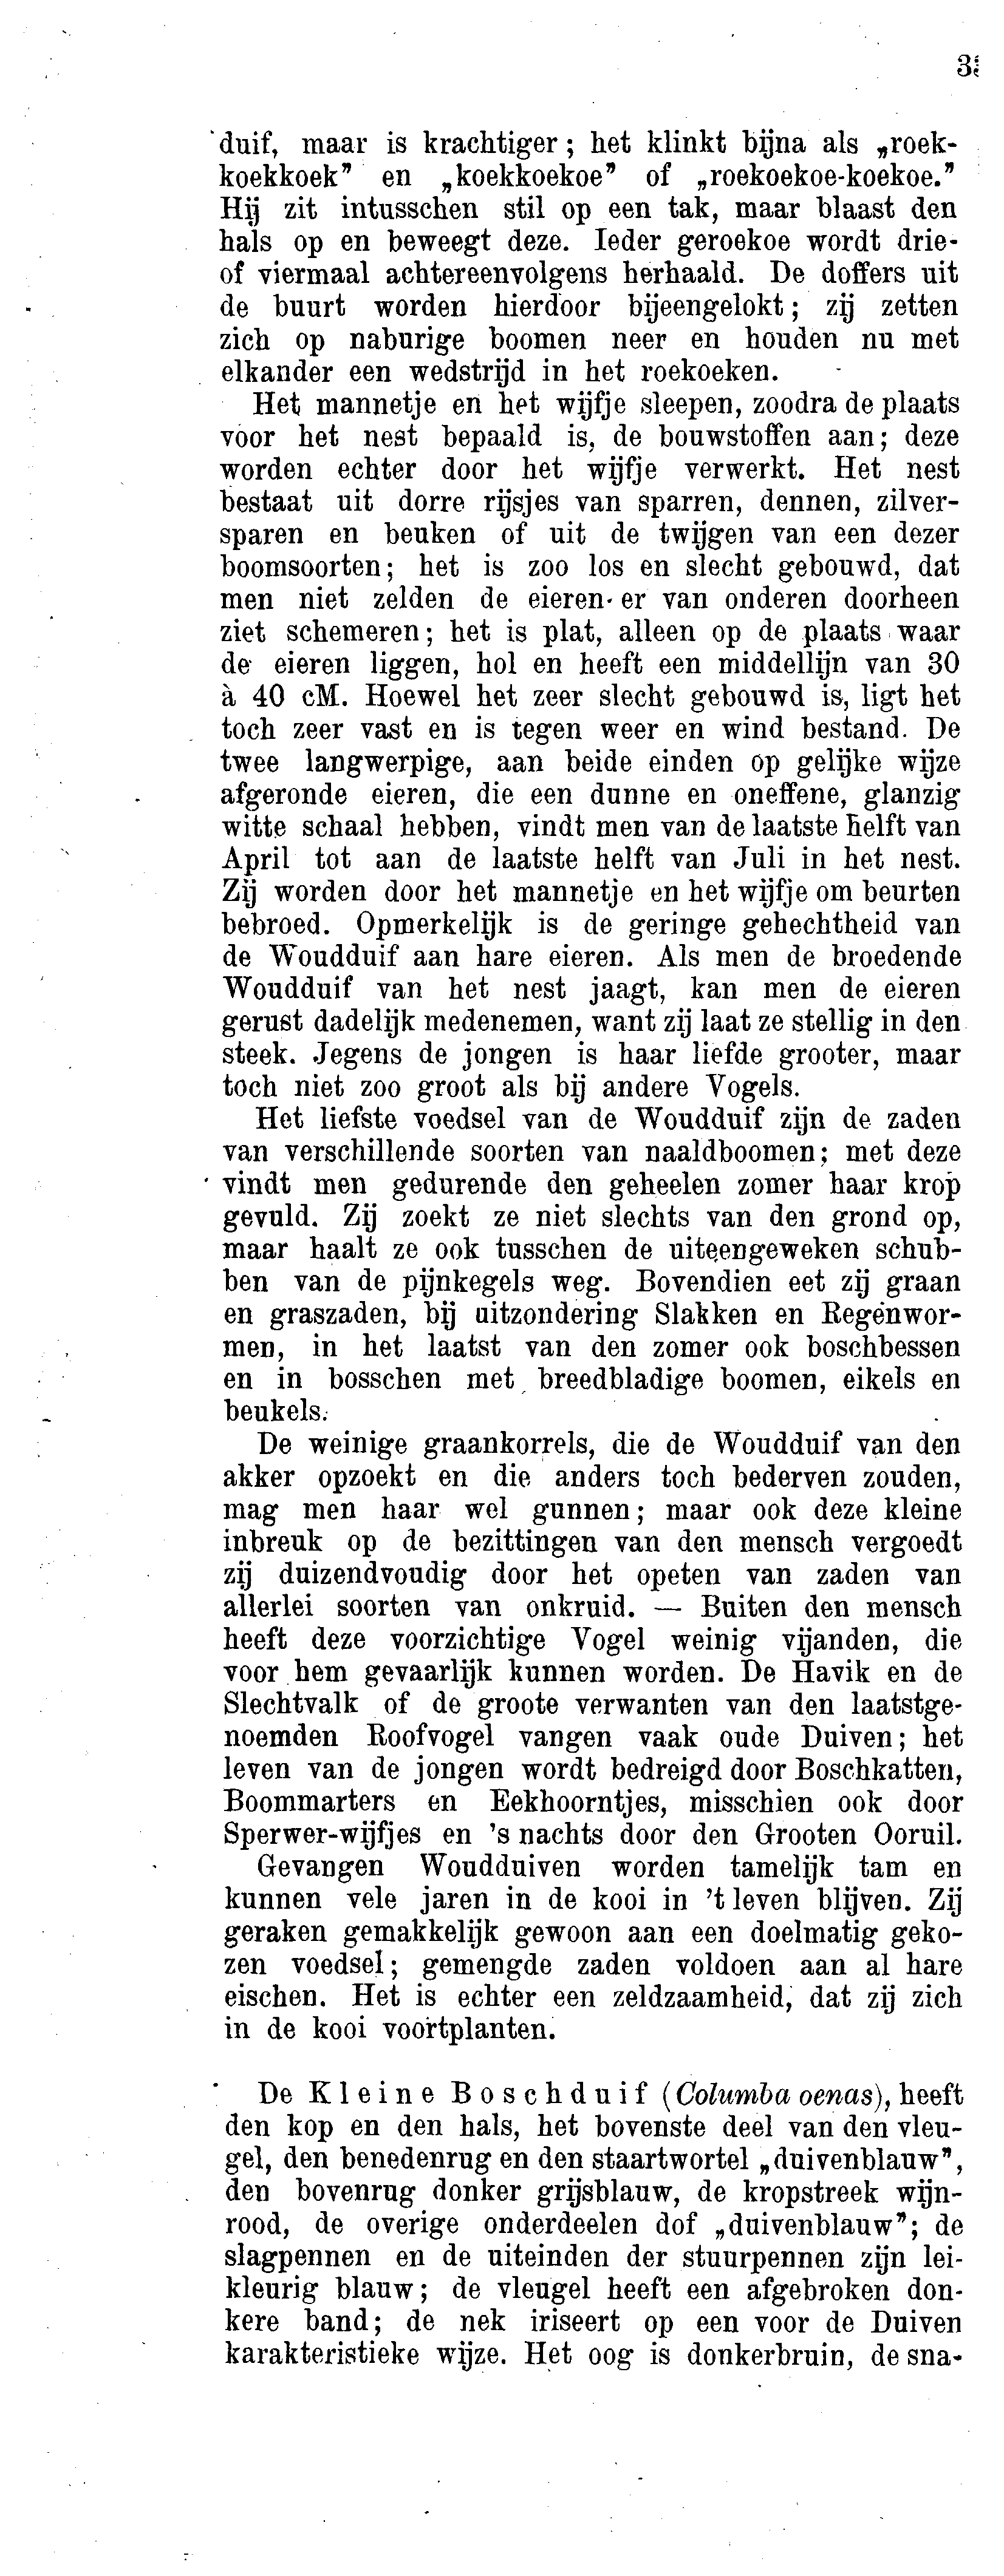 duif, maar is krachtiger; het klinkt bijna als „roek-
koekkoek” en „koekkoekoe” of „roekoekoe-koekoe.”
Hij zit intusschen stil op een tak, maar blaast den
hals op en beweegt deze. Ieder geroekoe wordt drie-
of viermaal achtereenvolgens herhaald. De doffers uit
de buurt worden hierdoor bijeengelokt; zij zetten
zich op naburige boomen neer en houden nu met
elkander een wedstrijd in het roekoeken.
Het mannetje en het wijfje sleepen, zoodra de plaats
voor het nest bepaald is, de bouwstoffen aan; deze
worden echter door het wijfje verwerkt. Het nest
bestaat uit dorre rijsjes van sparren, dennen, zilver-
sparen en beuken of uit de twijgen van een dezer
boomsoorten; het is zoo los en slecht gebouwd, dat
men niet zelden de eieren er van onderen doorheen
ziet schemeren; het is plat, alleen op de plaats waar
de eieren liggen, hol en heeft een middellijn van 30
à 40 cM. Hoewel het zeer slecht gebouwd is, ligt het
toch zeer vast en is tegen weer en wind bestand. De
twee langwerpige, aan beide einden op gelijke wijze
afgeronde eieren, die een dunne en oneffene, glanzig
witte schaal hebben, vindt men van de laatste helft van
April tot aan de laatste helft van Juli in het nest.
Zij worden door het mannetje en het wijfje om beurten
bebroed. Opmerkelijk is de geringe gehechtheid van
de Woudduif aan hare eieren. Als men de broedende
Woudduif van het nest jaagt, kan men de eieren
gerust dadelijk medenemen, want zij laat ze stellig in den
steek. Jegens de jongen is haar liefde grooter, maar
toch niet zoo groot als bij andere Vogels.
Het liefste voedsel van de Woudduif zijn de zaden
van verschillende soorten van naaldboomen; met deze
vindt men gedurende den geheelen zomer haar krop
gevuld. Zij zoekt ze niet slechts van den grond op,
maar haalt ze ook tusschen de uiteengeweken schub-
ben van de pijnkegels weg. Bovendien eet zij graan
en graszaden, bij uitzondering Slakken en Regenwor-
men, in het laatst van den zomer ook boschbessen
en in bosschen met breedbladige boomen, eikels en
beukels.
De weinige graankorrels, die de Woudduif van den
akker opzoekt en die anders toch bederven zouden,
mag men haar wel gunnen; maar ook deze kleine
inbreuk op de bezittingen van den mensch vergoedt
zij duizendvoudig door het opeten van zaden van
allerlei soorten van onkruid. — Buiten den mensch
heeft deze voorzichtige Vogel weinig vijanden, die
voor hem gevaarlijk kunnen worden. De Havik en de
Slechtvalk of de groote verwanten van den laatstge-
noemden Roofvogel vangen vaak oude Duiven; het
leven van de jongen wordt bedreigd door Boschkatten,
Boommarters en Eekhoorntjes, misschien ook door
Sperwer-wijfjes en 's nachts door den Grooten Ooruil.
Gevangen Woudduiven worden tamelijk tam en
kunnen vele jaren in de kooi in 't leven blijven. Zij
geraken gemakkelijk gewoon aan een doelmatig geko-
zen voedsel; gemengde zaden voldoen aan al hare
eischen. Het is echter een zeldzaamheid, dat zij zich
in de kooi voortplanten.
De Kleine Boschduif (Columba oenas), heeft
den kop en den hals, het bovenste deel van den vleu-
gel, den benedenrug en den staartwortel „duivenblauw”,
den bovenrug donker grijsblauw, de kropstreek wijn-
rood, de overige onderdeelen dof „duivenblauw”; de
slagpennen en de uiteinden der stuurpennen zijn lei-
kleurig blauw; de vleugel heeft een afgebroken don-
kere band; de nek iriseert op een voor de Duiven
karakteristieke wijze. Het oog is donkerbruin, de sna-